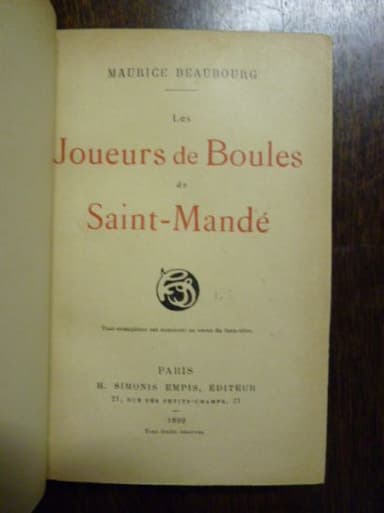 MAURICE BEAUBOURG
Les
Joueurs de Boules
de
Saint-Mandé
PARIS
H. SIMONIS EMPIS, ÉDITEUR
21, RUE DES PETITS-CHAMPS, 21
Tous droits réservés.